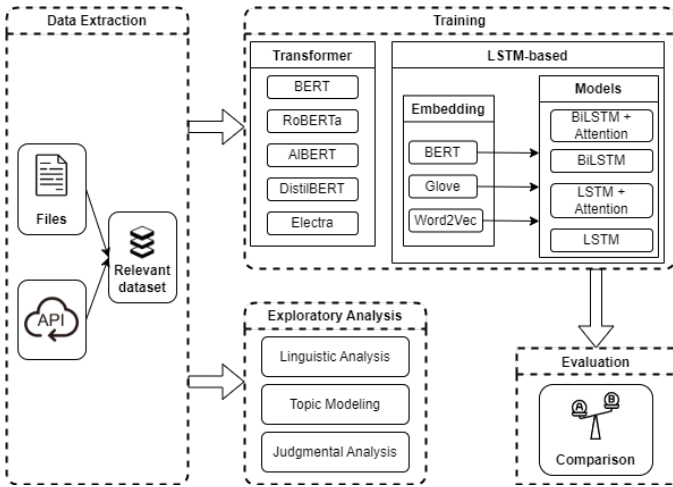 Data Extraction
Files
API
Relevant
dataset
Training
Transformer
BERT
RoBERTa
AlBERT
DistilBERT
Electra
LSTM-based
Embedding
BERT
Glove
Word2Vec
Models
BiLSTM +
Attention
BiLSTM
LSTM +
Attention
LSTM
Exploratory Analysis
Linguistic Analysis
Topic Modeling
Judgmental Analysis
Evaluation
A
B
Comparison